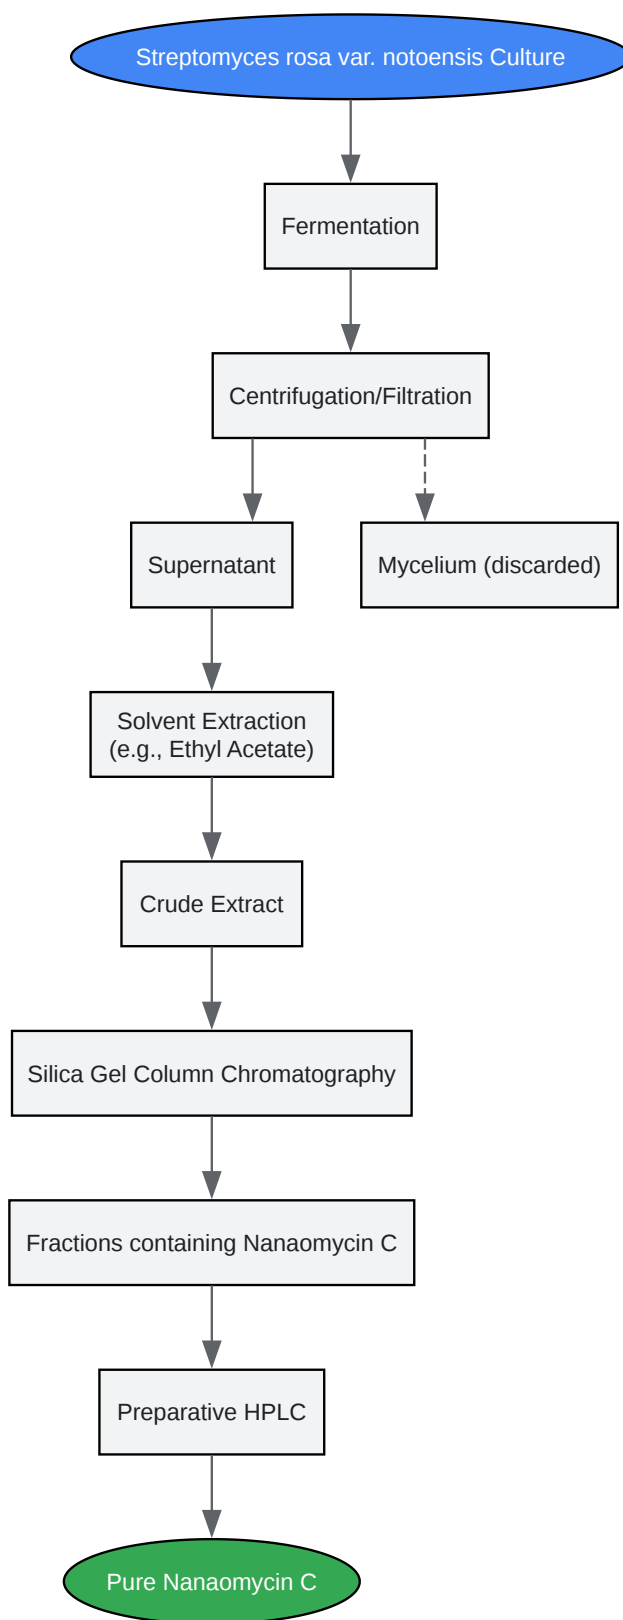 Streptomyces rosa var. notoensis Culture
Fermentation
Centrifugation/Filtration
Supernatant
Mycelium (discarded)
Solvent Extraction
(e.g., Ethyl Acetate)
Crude Extract
Silica Gel Column Chromatography
Fractions containing Nanaomycin C
Preparative HPLC
Pure Nanaomycin C